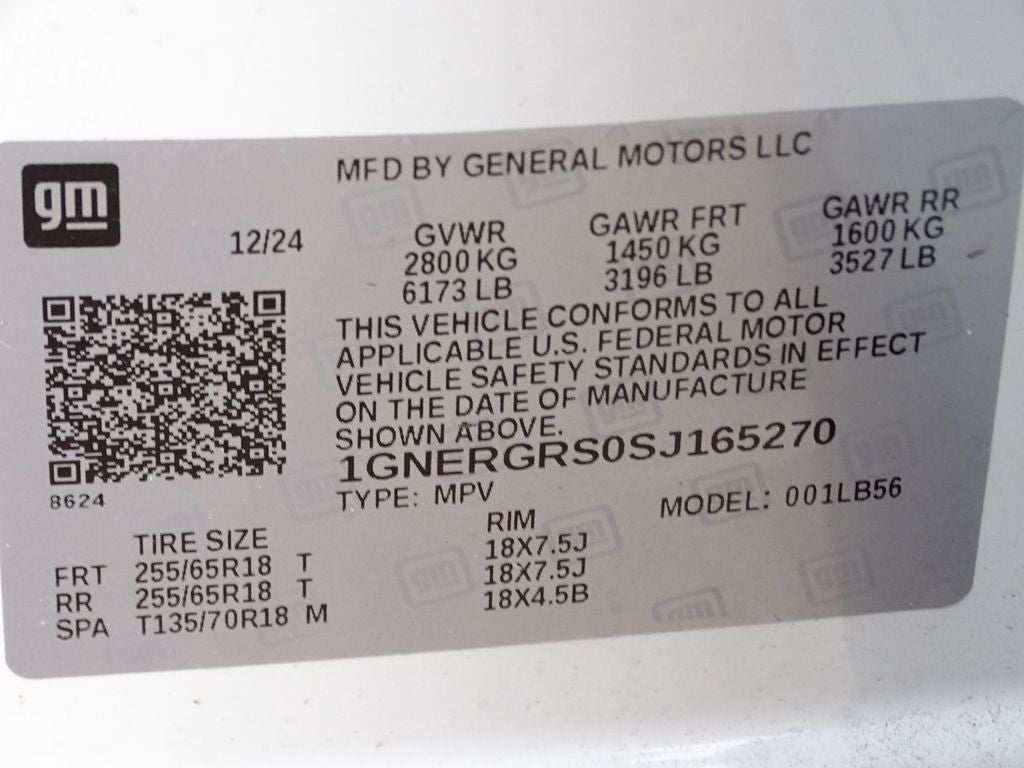 gm
MFD BY GENERAL MOTORS LLC
12/24
GVWR
2800 KG
6173 LB
GAWR FRT
1450 KG
3196 LB
GAWR RR
1600 KG
3527 LB
THIS VEHICLE CONFORMS TO ALL
APPLICABLE U.S. FEDERAL MOTOR
VEHICLE SAFETY STANDARDS IN EFFECT
ON THE DATE OF MANUFACTURE
SHOWN ABOVE.
1GNERGRS0SJ165270
8624
TYPE: MPV MODEL: 001LB56
TIRE SIZE RIM
FRT 255/65R18 T 18X7.5J
RR 255/65R18 T 18X7.5J
SPA T135/70R18 M 18X4.5B